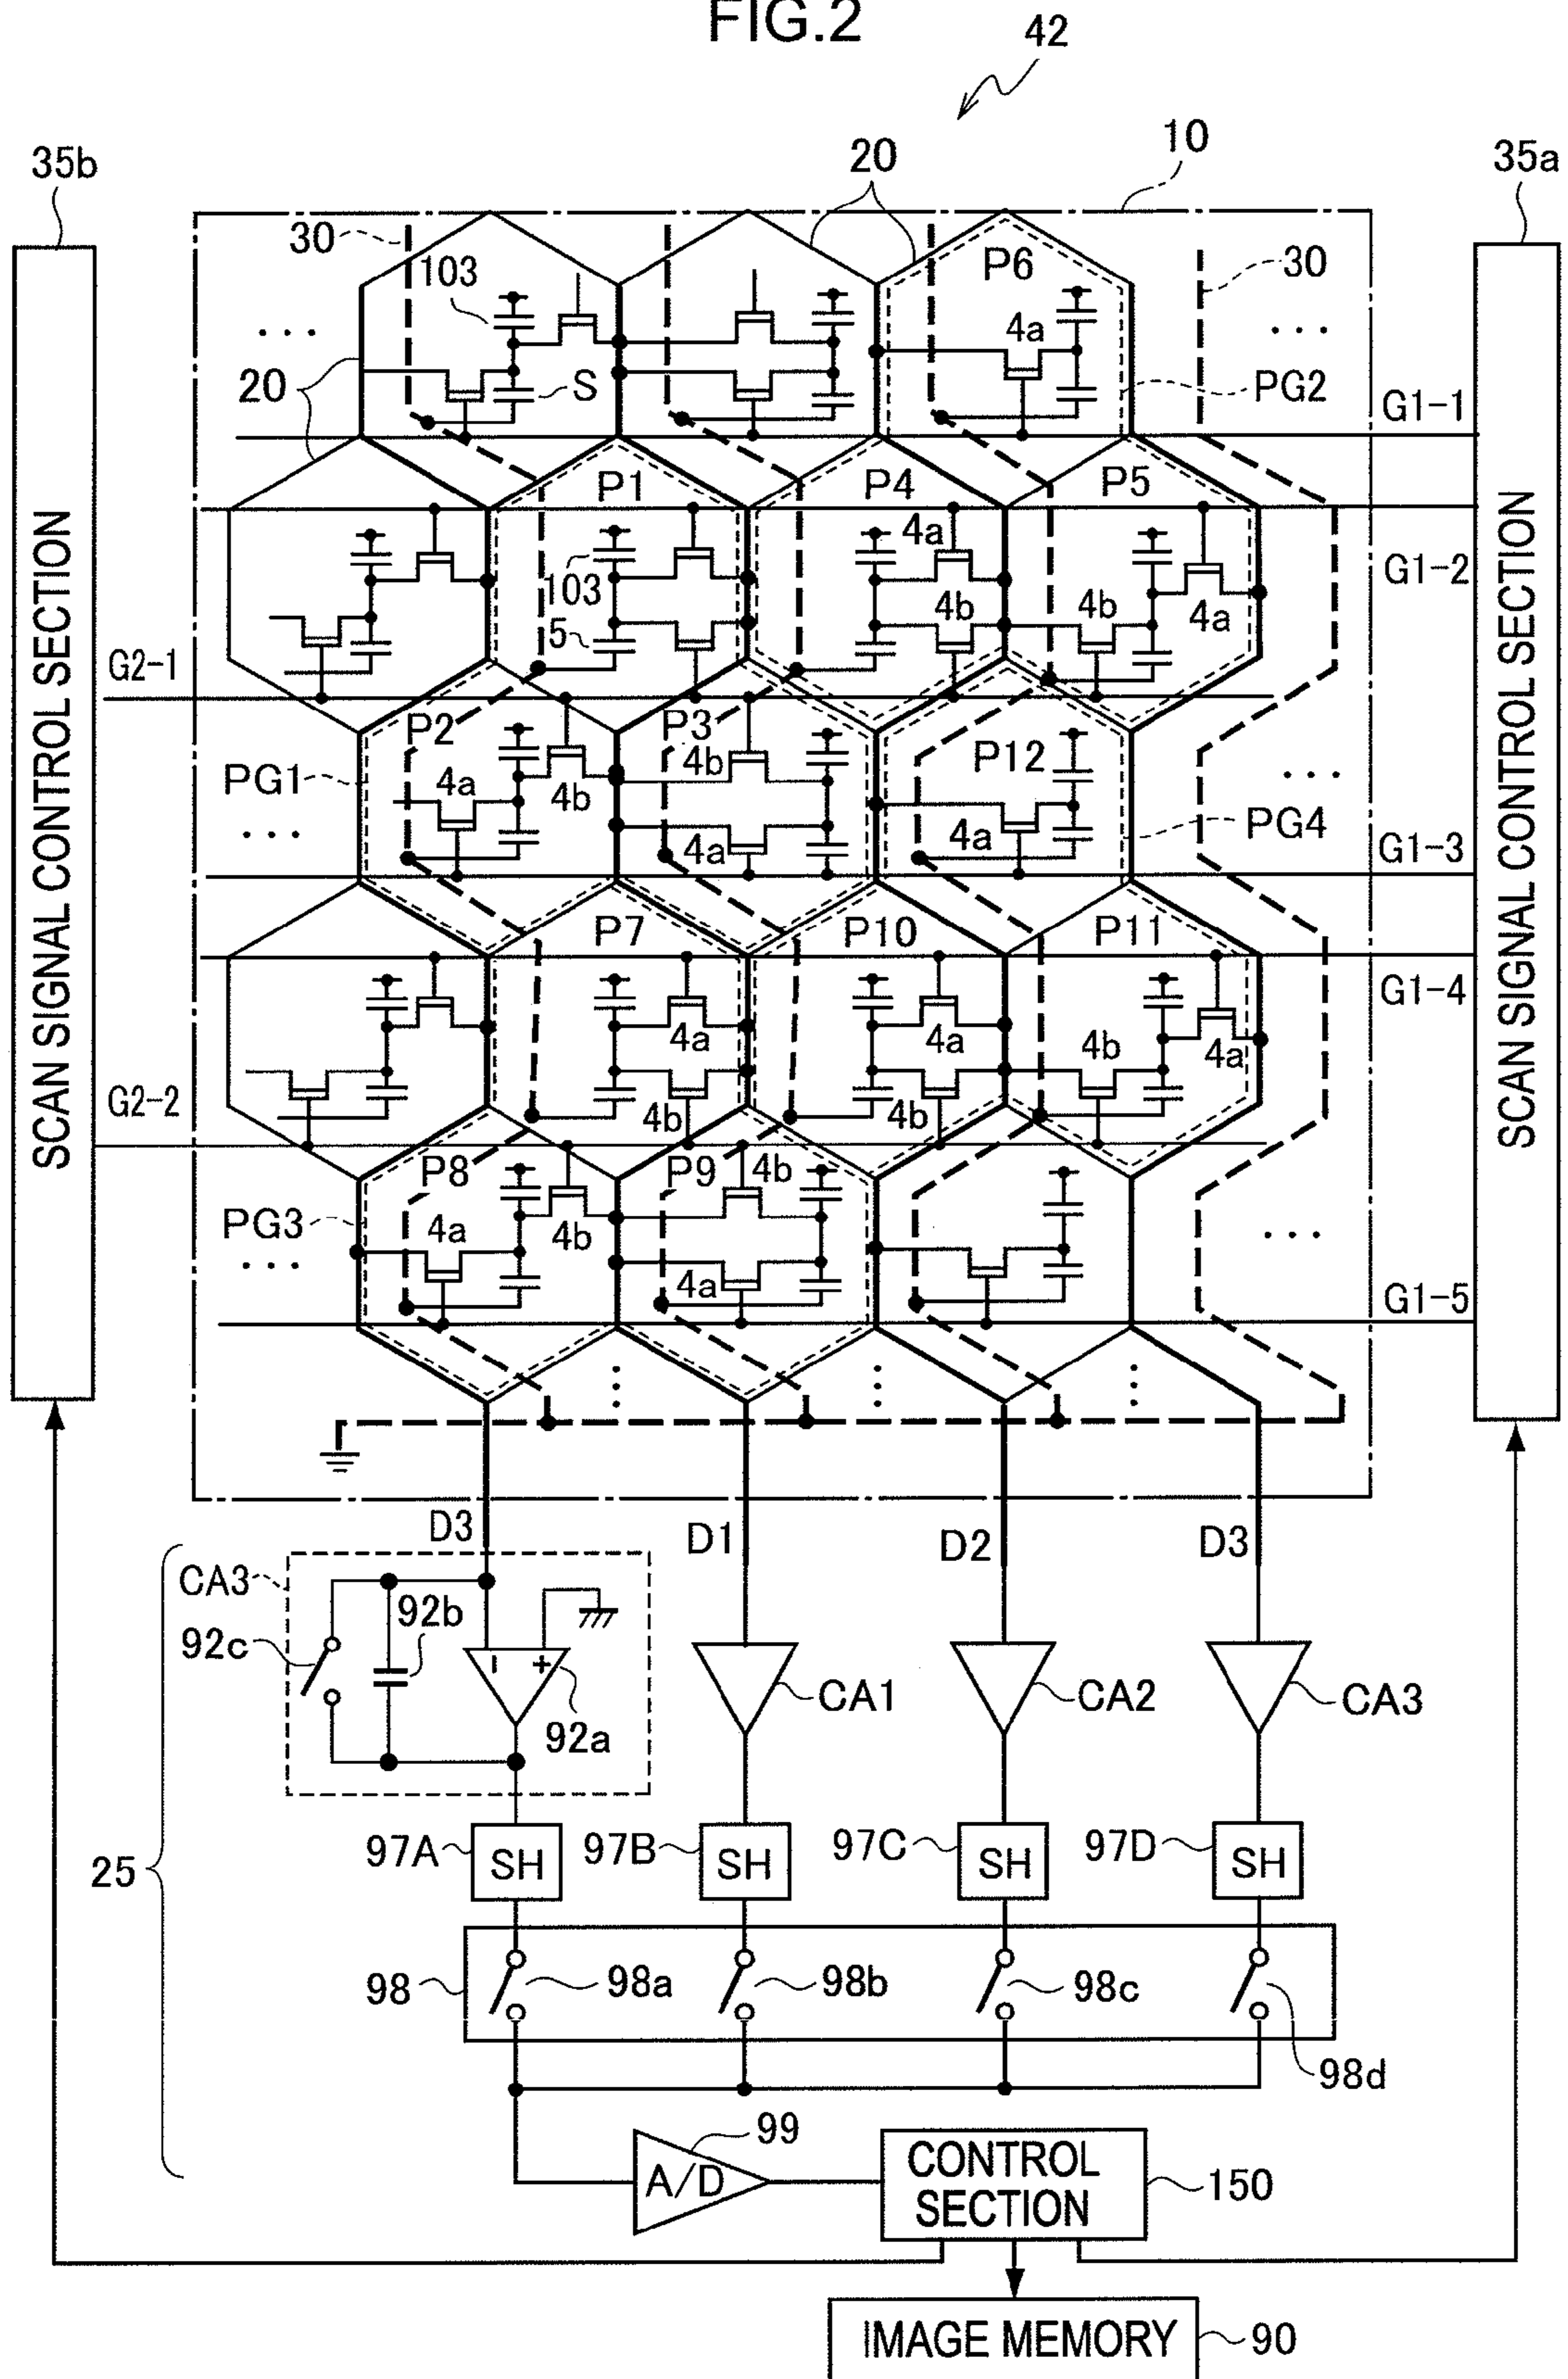 FIG.2
42
35b
20
10
35a
30
P6
30
103
4a
20
S
PG2
G1-1
P1
P4
P5
4a
103
4b
4b
4a
G1-2
5
G2-1
P2
P3
4b
P12
PG1
4a
4b
4a
4a
PG4
G1-3
P7
P10
P11
G1-4
4a
4a
4b
4a
G2-2
4b
4b
P8
P9
4b
PG3
4a
4b
4a
G1-5
SCAN SIGNAL CONTROL SECTION
SCAN SIGNAL CONTROL SECTION
D3
D1
D2
D3
CA3
92b
92c
- +
92a
CA1
CA2
CA3
25
97A
SH
97B
SH
97C
SH
97D
SH
98
98a
98b
98c
98d
99
A/D
CONTROL
SECTION
150
IMAGE MEMORY
90